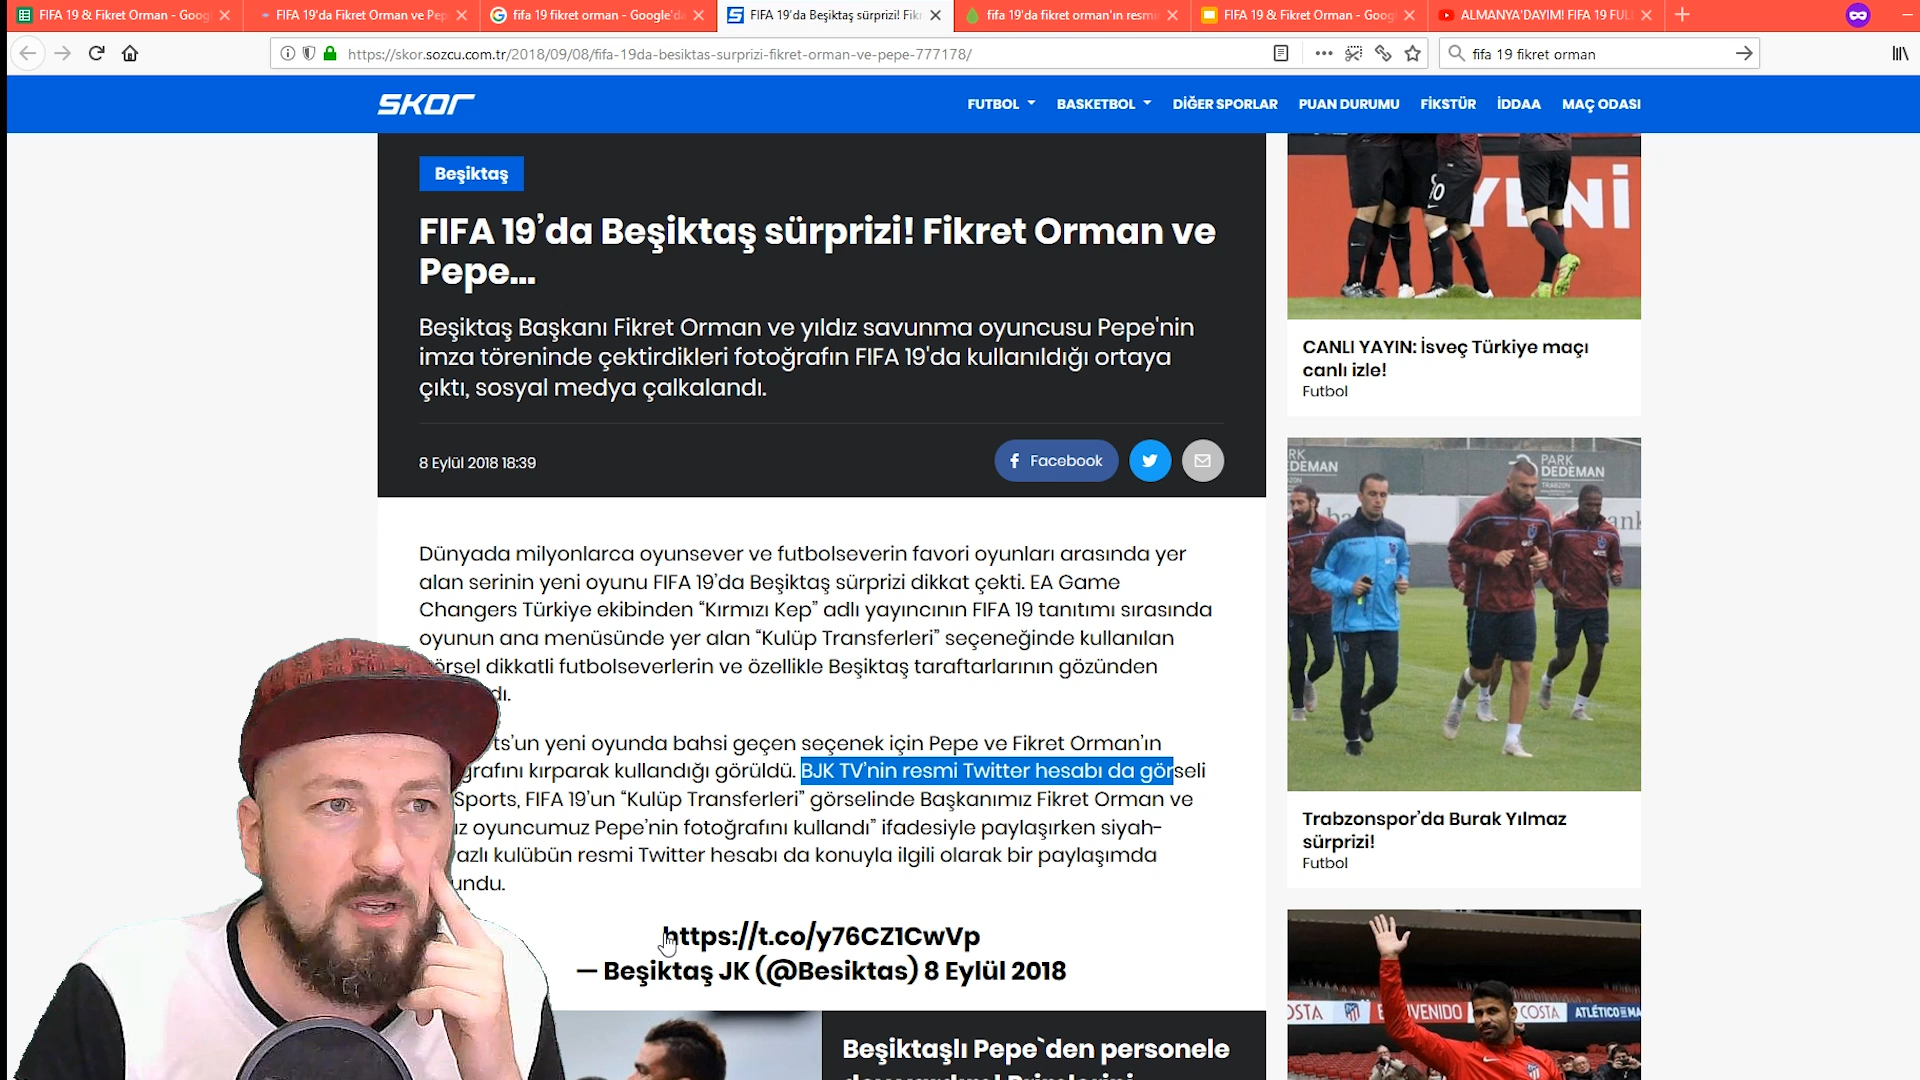 FIFA 19 & Fikret Orman - Goog
FIFA 19'da Fikret Orman ve Pep
fifa 19 fikret orman - Google'da
FIFA 19'da Beşiktaş sürprizi! Fikr
fifa 19'da fikret orman'ın resmi
FIFA 19 & Fikret Orman - Goog
ALMANYA'DAYIM! FIFA 19 FUL
https://skor.sozcu.com.tr/2018/09/08/fifa-19da-besiktas-surprizi-fikret-orman-ve-pepe-777178/
fifa 19 fikret orman
SKOR
FUTBOL
BASKETBOL
DİĞER SPORLAR
PUAN DURUMU
FİKSTÜR
İDDAA
MAÇ ODASI
Beşiktaş
FIFA 19’da Beşiktaş sürprizi! Fikret Orman ve
Pepe...
Beşiktaş Başkanı Fikret Orman ve yıldız savunma oyuncusu Pepe'nin
imza töreninde çektirdikleri fotoğrafın FIFA 19'da kullanıldığı ortaya
çıktı, sosyal medya çalkalandı.
8 Eylül 2018 18:39
Facebook
Dünyada milyonlarca oyunsever ve futbolseverin favori oyunları arasında yer
alan serinin yeni oyunu FIFA 19’da Beşiktaş sürprizi dikkat çekti. EA Game
Changers Türkiye ekibinden “Kırmızı Kep” adlı yayıncının FIFA 19 tanıtımı sırasında
oyunun ana menüsünde yer alan “Kulüp Transferleri” seçeneğinde kullanılan
görsel dikkatli futbolseverlerin ve özellikle Beşiktaş taraftarlarının gözünden
dı.
ts’un yeni oyunda bahsi geçen seçenek için Pepe ve Fikret Orman’ın
grafını kırparak kullandığı görüldü. BJK TV’nin resmi Twitter hesabı da görseli
Sports, FIFA 19’un “Kulüp Transferleri” görselinde Başkanımız Fikret Orman ve
ız oyuncumuz Pepe’nin fotoğrafını kullandı” ifadesiyle paylaşırken siyah-
azlı kulübün resmi Twitter hesabı da konuyla ilgili olarak bir paylaşımda
undu.
https://t.co/y76CZ1CwVp
— Beşiktaş JK (@Besiktas) 8 Eylül 2018
Beşiktaşlı Pepe`den personele
YENİ
10
CANLI YAYIN: İsveç Türkiye maçı
canlı izle!
Futbol
PARK
DEDEMAN
PARK
DEDEMAN
TRABZON
Trabzonspor’da Burak Yılmaz
sürprizi!
Futbol
OSTA
COSTA
ATLÉTICO